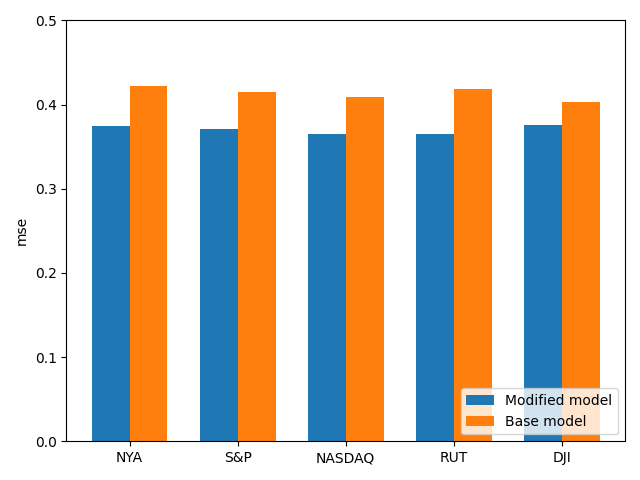 0.5
0.4
0.3
0.2
0.1
0.0
mse
NYA
S&P
NASDAQ
RUT
DJI
Modified model
Base model